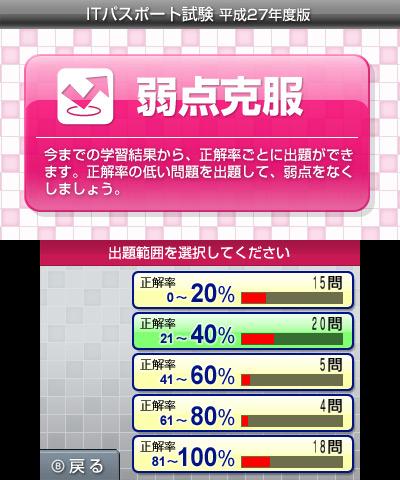 ITパスポート試験 平成27年度版
弱点克服
今までの学習結果から、正解率ごとに出題ができ
ます。正解率の低い問題を出題して、弱点をなく
しましょう。
出題範囲を選択してください
正解率 0～20% 15問
正解率 21～40% 20問
正解率 41～60% 5問
正解率 61～80% 4問
正解率 81～100% 18問
Ⓑ戻る